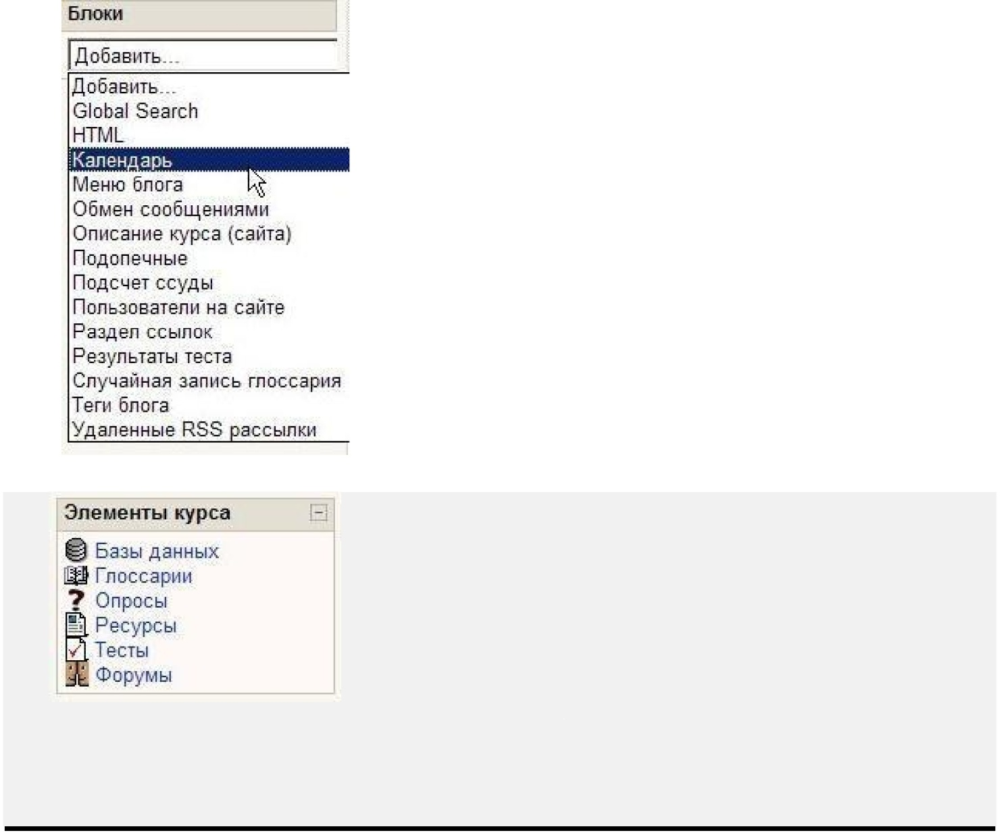 Блоки
Добавить...
Добавить...
Global Search
HTML
Календарь
Меню блога
Обмен сообщениями
Описание курса (сайта)
Подопечные
Подсчет ссуды
Пользователи на сайте
Раздел ссылок
Результаты теста
Случайная запись глоссария
Теги блога
Удаленные RSS рассылки
Элементы курса
Базы данных
Глоссарии
Опросы
Ресурсы
Тесты
Форумы